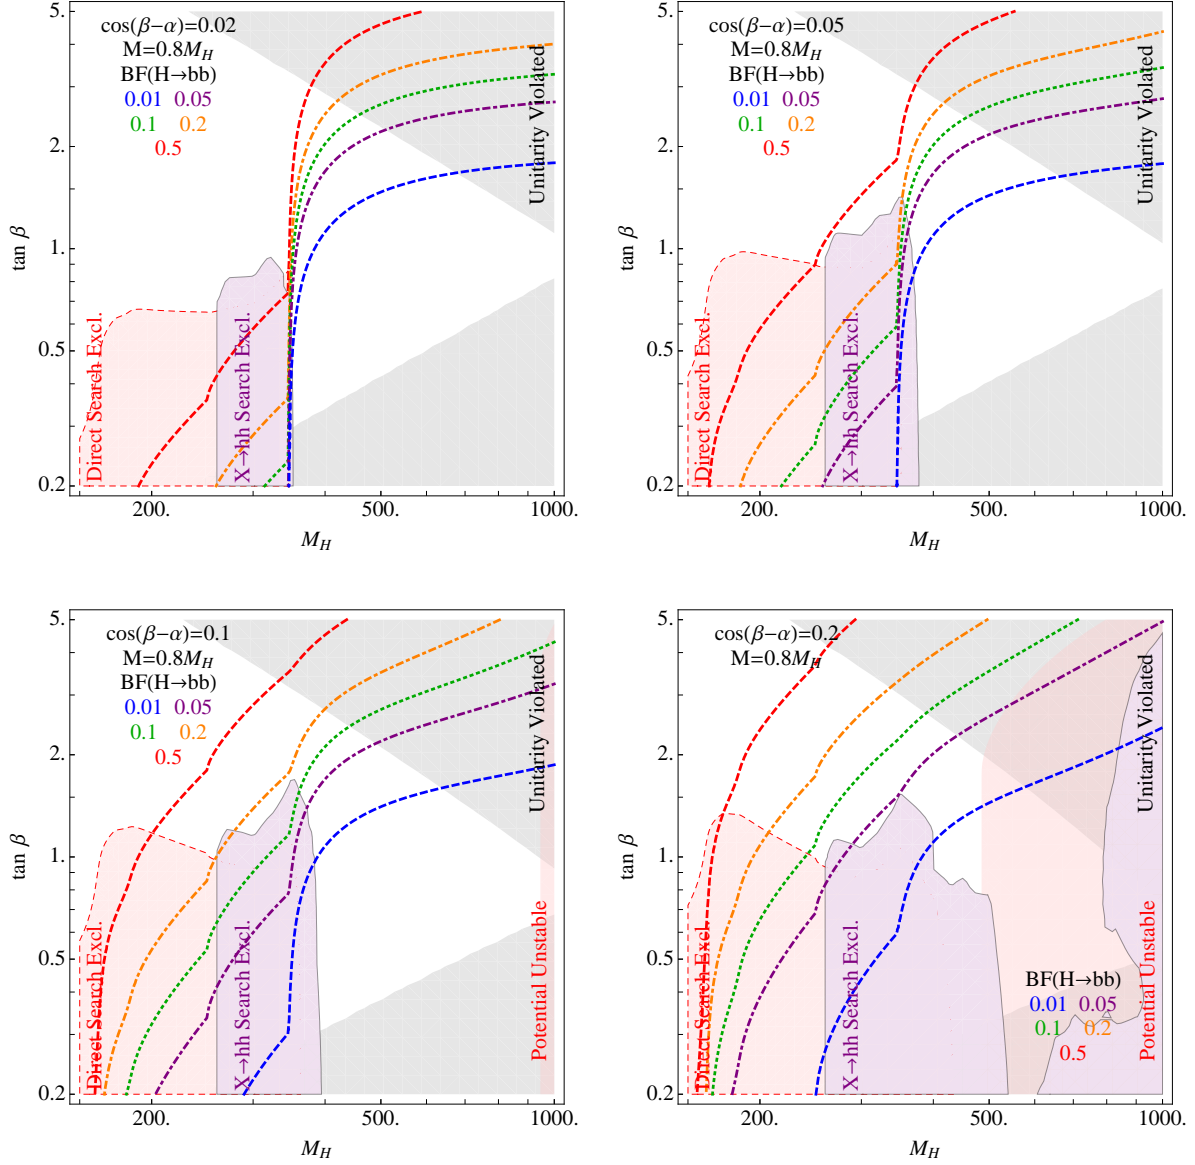 cos(β−α)=0.02
M=0.8M_H
BF(H→bb)
0.01 0.05
0.1 0.2
0.5
Unitarity Violated
Direct Search Excl.
X→hh Search Excl.
tan β
5.
2.
1.
0.5
0.2
200. 500. 1000.
M_H
cos(β−α)=0.05
M=0.8M_H
BF(H→bb)
0.01 0.05
0.1 0.2
0.5
Unitarity Violated
Direct Search Excl.
X→hh Search Excl.
tan β
5.
2.
1.
0.5
0.2
200. 500. 1000.
M_H
cos(β−α)=0.1
M=0.8M_H
BF(H→bb)
0.01 0.05
0.1 0.2
0.5
Unitarity Violated
Potential Unstable
Direct Search Excl.
X→hh Search Excl.
tan β
5.
2.
1.
0.5
0.2
200. 500. 1000.
M_H
cos(β−α)=0.2
M=0.8M_H
Unitarity Violated
Potential Unstable
Direct Search Excl.
X→hh Search Excl.
BF(H→bb)
0.01 0.05
0.1 0.2
0.5
tan β
5.
2.
1.
0.5
0.2
200. 500. 1000.
M_H